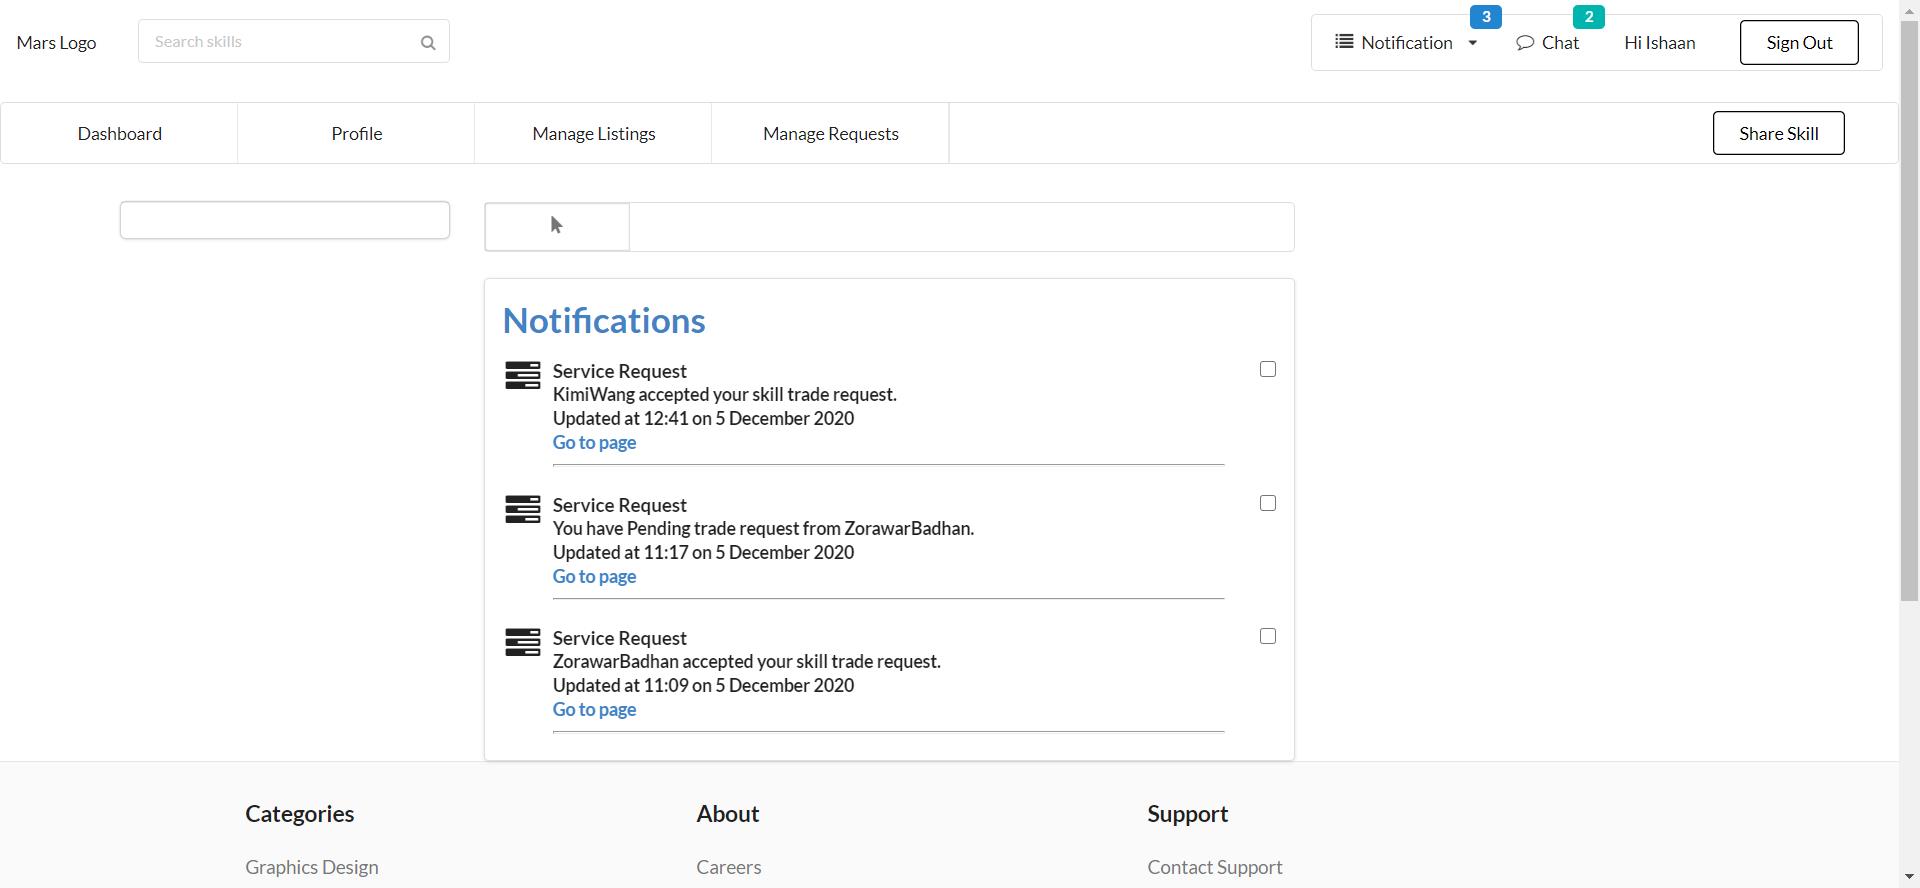 Mars Logo
Search skills
Notification
3
Chat
2
Hi Ishaan
Sign Out
Dashboard
Profile
Manage Listings
Manage Requests
Share Skill
Notifications
Service Request
KimiWang accepted your skill trade request.
Updated at 12:41 on 5 December 2020
Go to page
Service Request
You have Pending trade request from ZorawarBadhan.
Updated at 11:17 on 5 December 2020
Go to page
Service Request
ZorawarBadhan accepted your skill trade request.
Updated at 11:09 on 5 December 2020
Go to page
Categories
Graphics Design
About
Careers
Support
Contact Support